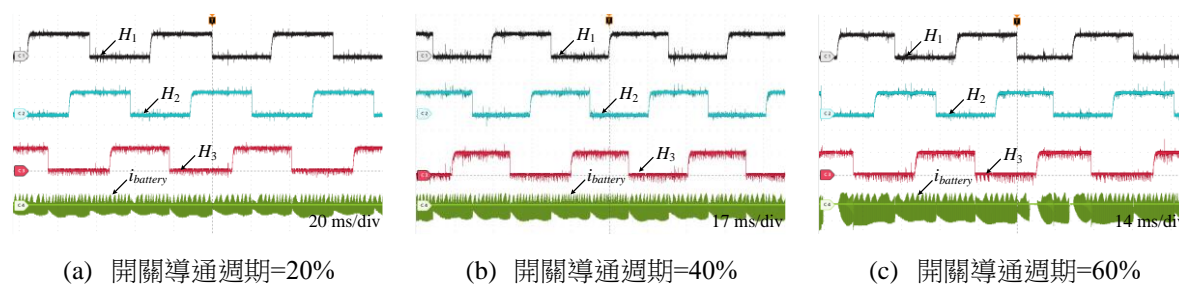 H1
H2
H3
ibattery
20 ms/div
H1
H2
H3
ibattery
17 ms/div
H1
H2
H3
ibattery
14 ms/div
(a) 開關導通週期=20%
(b) 開關導通週期=40%
(c) 開關導通週期=60%